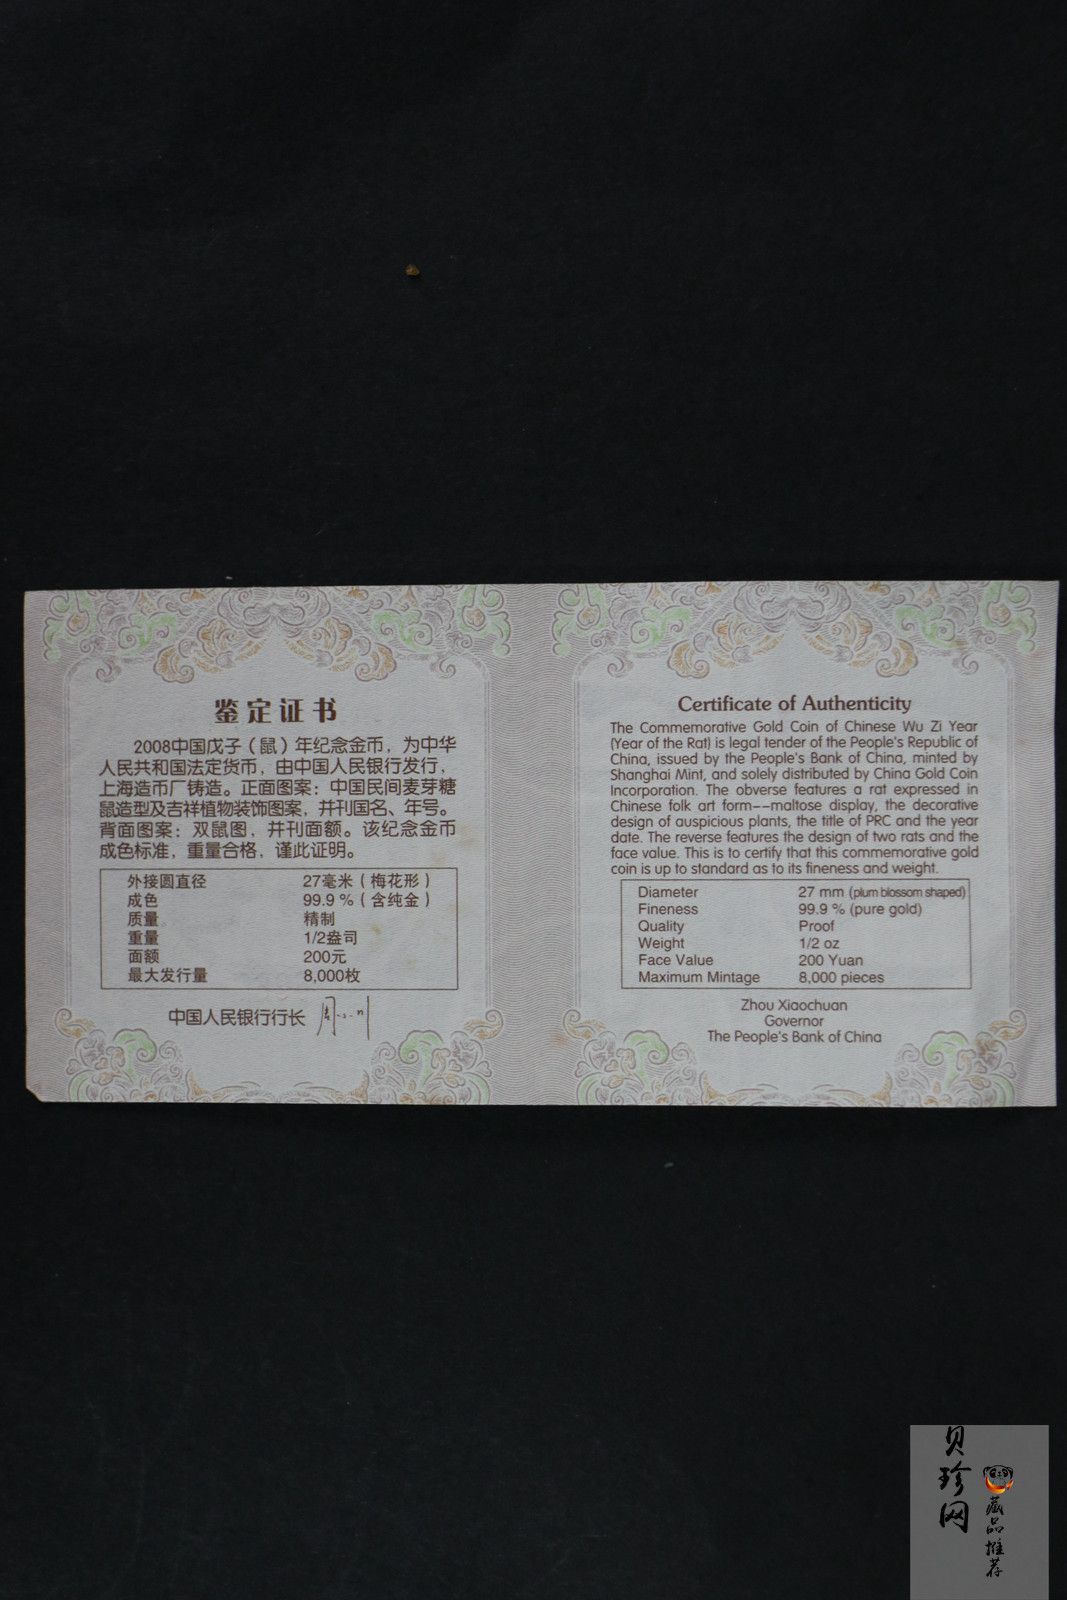 鉴定证书
2008中国戊子（鼠）年纪念金币，为中华
人民共和国法定货币，由中国人民银行发行，
上海造币厂铸造。正面图案：中国民间麦芽糖
鼠造型及吉祥植物装饰图案，并刊国名、年号。
背面图案：双鼠图，并刊面额。该纪念金币
成色标准，重量合格，谨此证明。
外接圆直径 27毫米（梅花形）
成色 99.9 %（含纯金）
质量 精制
重量 1/2盎司
面额 200元
最大发行量 8,000枚
中国人民银行行长
Certificate of Authenticity
The Commemorative Gold Coin of Chinese Wu Zi Year
(Year of the Rat) is legal tender of the People's Republic of
China, issued by the People's Bank of China, minted by
Shanghai Mint, and solely distributed by China Gold Coin
Incorporation. The obverse features a rat expressed in
Chinese folk art form--maltose display, the decorative
design of auspicious plants, the title of PRC and the year
date. The reverse features the design of two rats and the
face value. This is to certify that this commemorative gold
coin is up to standard as to its fineness and weight.
Diameter 27 mm (plum blossom shaped)
Fineness 99.9 % (pure gold)
Quality Proof
Weight 1/2 oz
Face Value 200 Yuan
Maximum Mintage 8,000 pieces
Zhou Xiaochuan
Governor
The People's Bank of China
贝珍网
藏品推荐